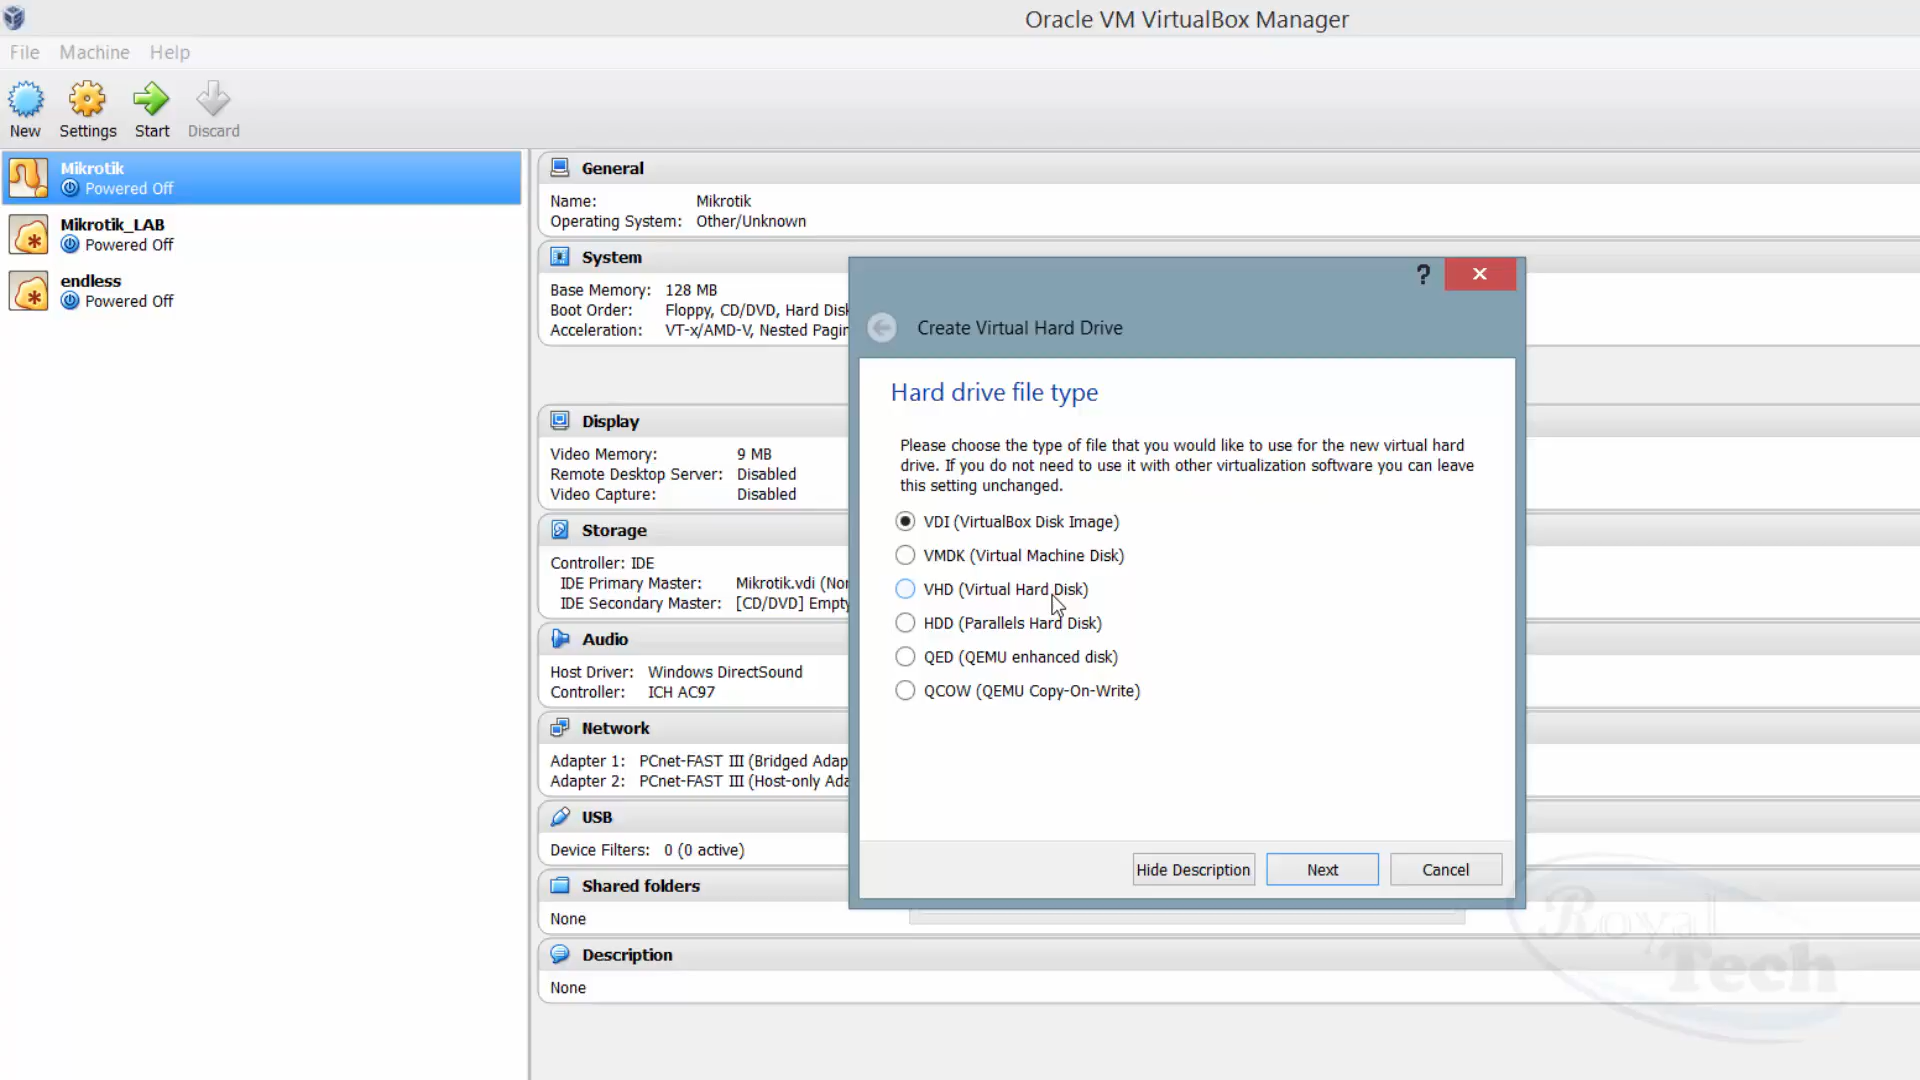 Oracle VM VirtualBox Manager
File Machine Help
New Settings Start Discard
Mikrotik
Powered Off
Mikrotik_LAB
Powered Off
endless
Powered Off
General
Name: Mikrotik
Operating System: Other/Unknown
System
Base Memory: 128 MB
Boot Order: Floppy, CD/DVD, Hard Disk
Acceleration: VT-x/AMD-V, Nested Pagin
Display
Video Memory: 9 MB
Remote Desktop Server: Disabled
Video Capture: Disabled
Storage
Controller: IDE
IDE Primary Master: Mikrotik.vdi (Nor
IDE Secondary Master: [CD/DVD] Empty
Audio
Host Driver: Windows DirectSound
Controller: ICH AC97
Network
Adapter 1: PCnet-FAST III (Bridged Adap
Adapter 2: PCnet-FAST III (Host-only Ada
USB
Device Filters: 0 (0 active)
Shared folders
None
Description
None
?
Create Virtual Hard Drive
Hard drive file type
Please choose the type of file that you would like to use for the new virtual hard
drive. If you do not need to use it with other virtualization software you can leave
this setting unchanged.
VDI (VirtualBox Disk Image)
VMDK (Virtual Machine Disk)
VHD (Virtual Hard Disk)
HDD (Parallels Hard Disk)
QED (QEMU enhanced disk)
QCOW (QEMU Copy-On-Write)
Hide Description Next Cancel
Royal
Tech